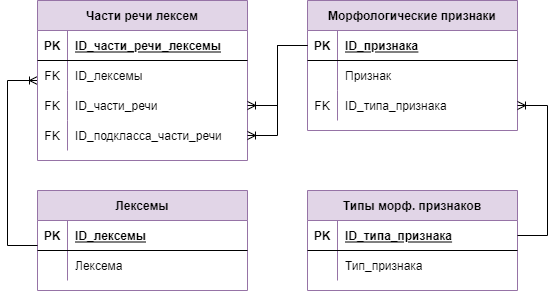 Части речи лексем
PK ID_части_речи_лексемы
FK ID_лексемы
FK ID_части_речи
FK ID_подкласса_части_речи
Морфологические признаки
PK ID_признака
Признак
FK ID_типа_признака
Лексемы
PK ID_лексемы
Лексема
Типы морф. признаков
PK ID_типа_признака
Тип_признака